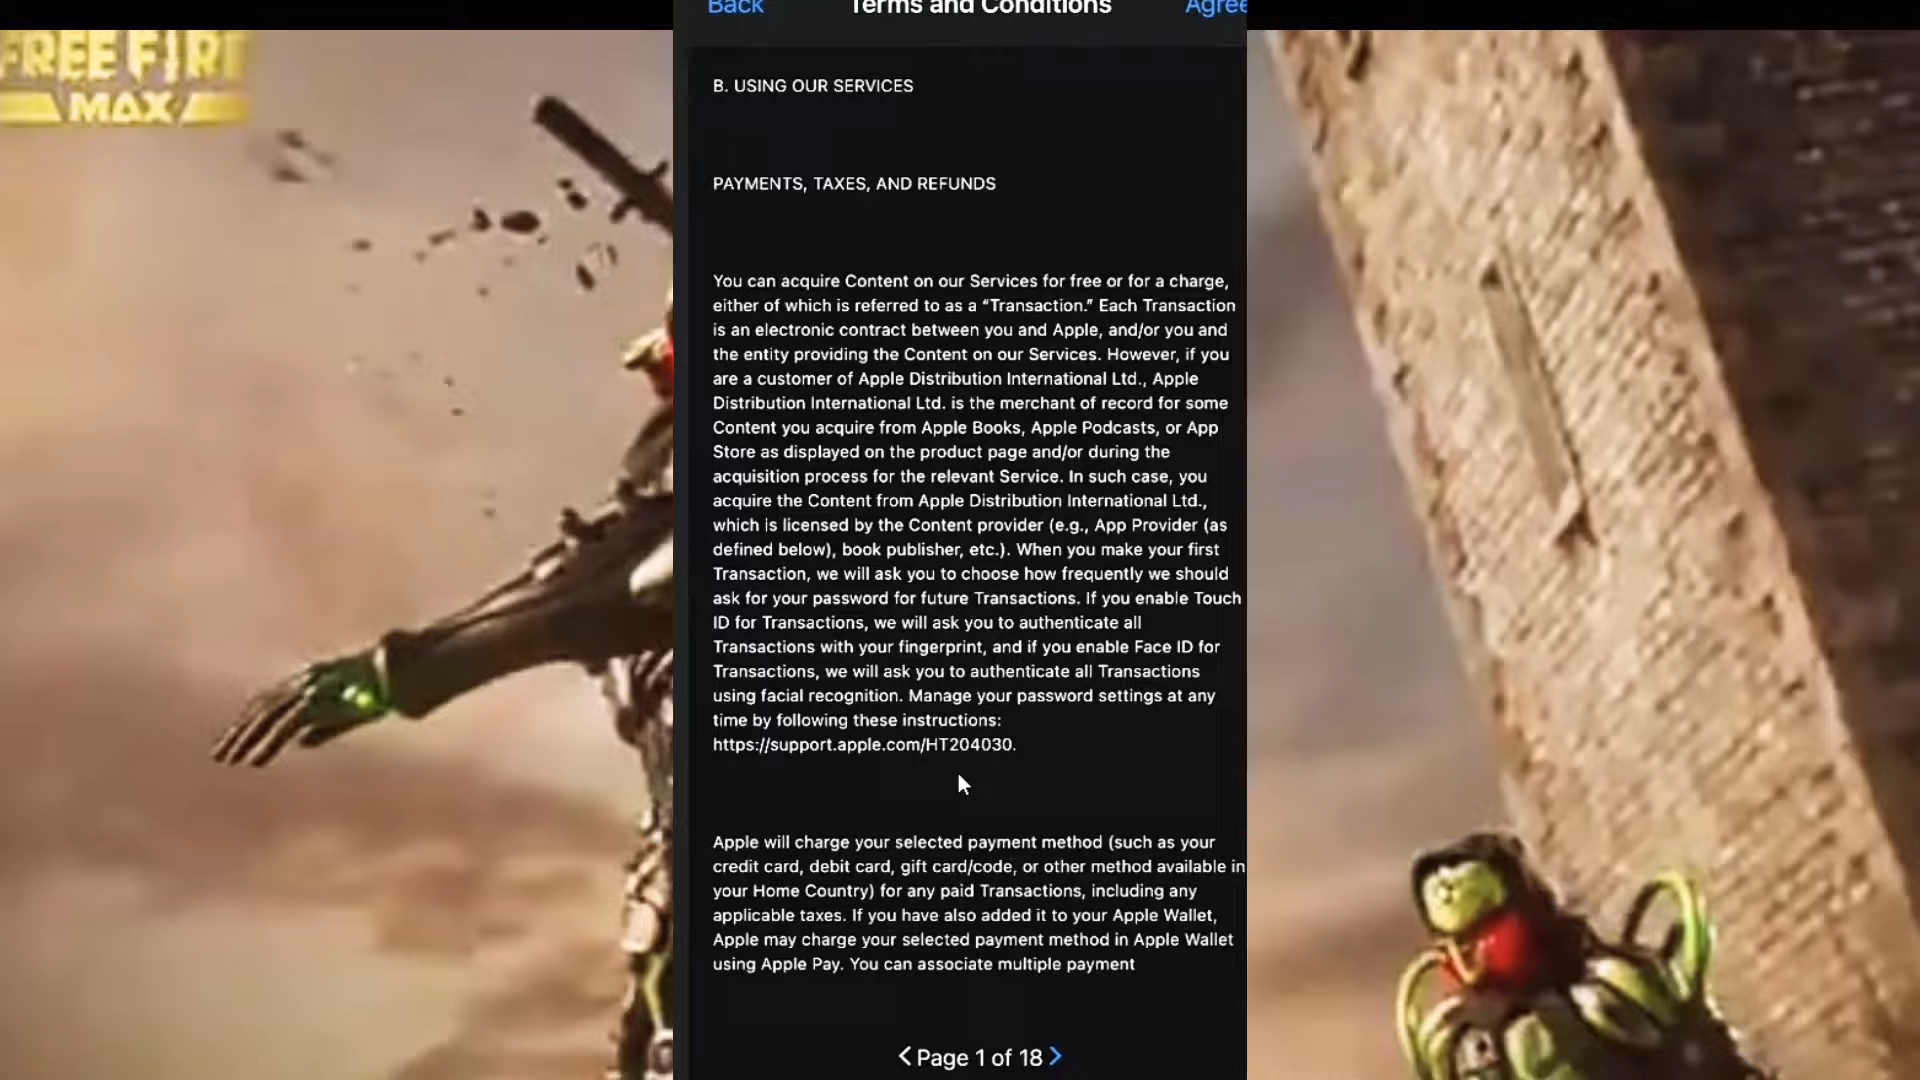 FREE FIRE
MAX
Back Terms and Conditions Agree
B. USING OUR SERVICES
PAYMENTS, TAXES, AND REFUNDS
You can acquire Content on our Services for free or for a charge,
either of which is referred to as a “Transaction.” Each Transaction
is an electronic contract between you and Apple, and/or you and
the entity providing the Content on our Services. However, if you
are a customer of Apple Distribution International Ltd., Apple
Distribution International Ltd. is the merchant of record for some
Content you acquire from Apple Books, Apple Podcasts, or App
Store as displayed on the product page and/or during the
acquisition process for the relevant Service. In such case, you
acquire the Content from Apple Distribution International Ltd.,
which is licensed by the Content provider (e.g., App Provider (as
defined below), book publisher, etc.). When you make your first
Transaction, we will ask you to choose how frequently we should
ask for your password for future Transactions. If you enable Touch
ID for Transactions, we will ask you to authenticate all
Transactions with your fingerprint, and if you enable Face ID for
Transactions, we will ask you to authenticate all Transactions
using facial recognition. Manage your password settings at any
time by following these instructions:
https://support.apple.com/HT204030.
Apple will charge your selected payment method (such as your
credit card, debit card, gift card/code, or other method available in
your Home Country) for any paid Transactions, including any
applicable taxes. If you have also added it to your Apple Wallet,
Apple may charge your selected payment method in Apple Wallet
using Apple Pay. You can associate multiple payment
Page 1 of 18